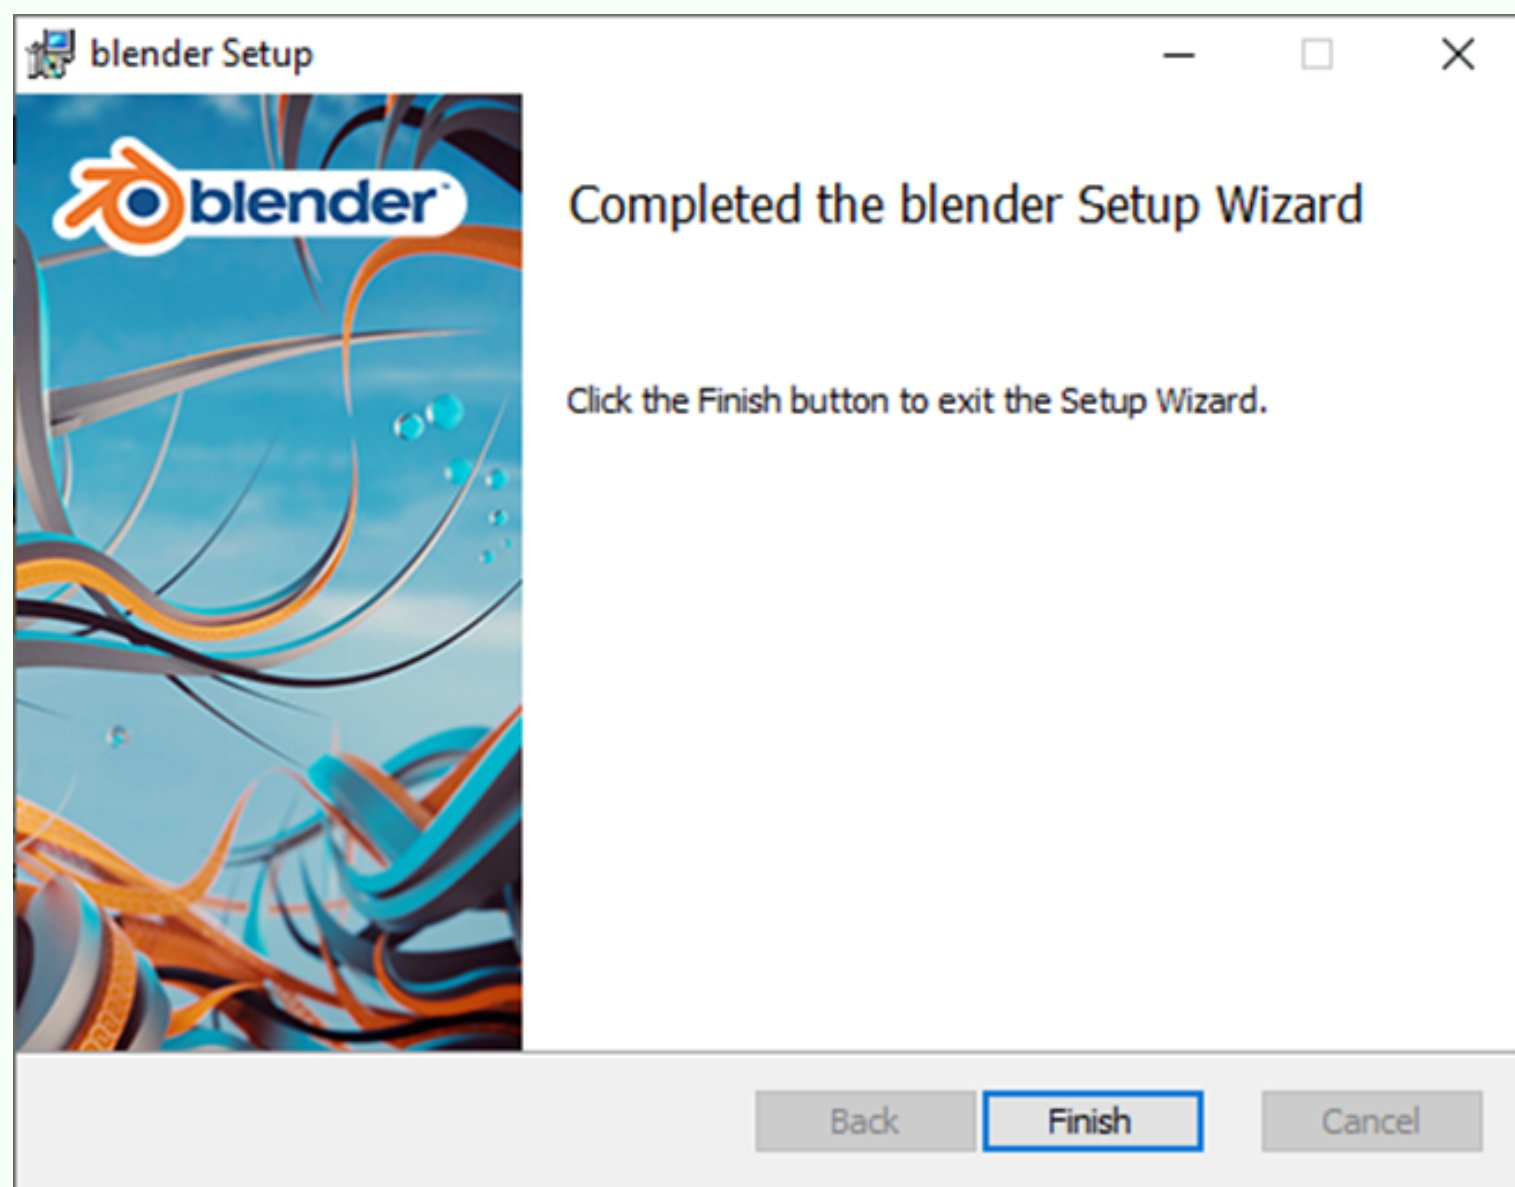 blender Setup
blender™
Completed the blender Setup Wizard
Click the Finish button to exit the Setup Wizard.
Back
Finish
Cancel